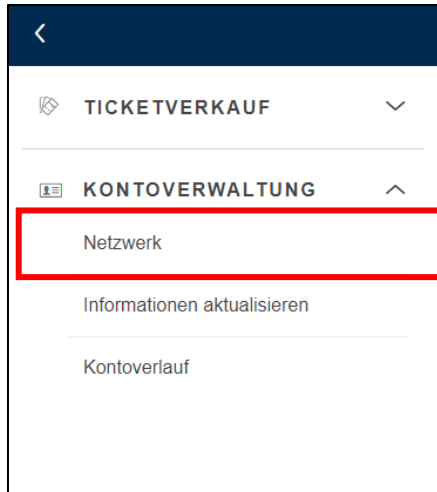 TICKETVERKAUF
KONTOVERWALTUNG
Netzwerk
Informationen aktualisieren
Kontoverlauf